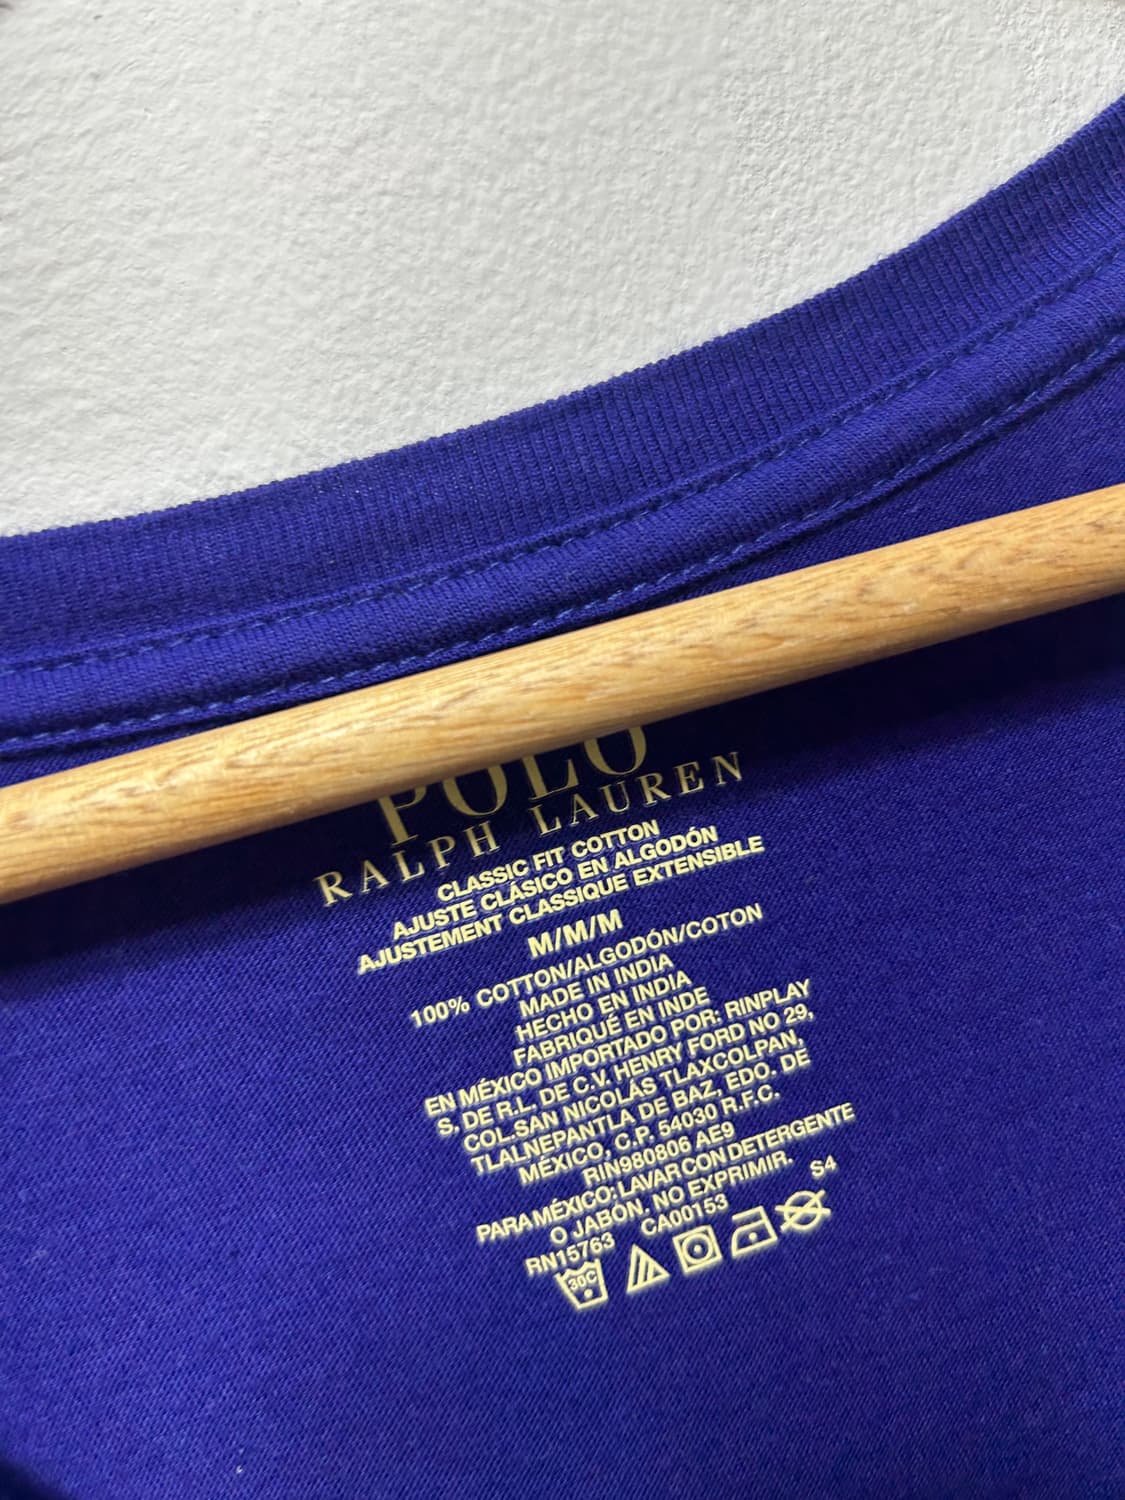 POLO
RALPH LAUREN
CLASSIC FIT COTTON
AJUSTE CLÁSICO EN ALGODÓN
AJUSTEMENT CLASSIQUE EXTENSIBLE
M/M/M
100% COTTON/ALGODÓN/COTON
MADE IN INDIA
HECHO EN INDIA
FABRIQUÉ EN INDE
EN MÉXICO IMPORTADO POR: RINPLAY
S. DE R.L. DE C.V. HENRY FORD NO 29,
COL.SAN NICOLÁS TLAXCOLPAN,
TLALNEPANTLA DE BAZ, EDO. DE
MÉXICO, C.P. 54030 R.F.C.
RIN980806 AE9
PARA MÉXICO: LAVAR CON DETERGENTE
O JABÓN, NO EXPRIMIR. S4
RN15763 CA00153
30C